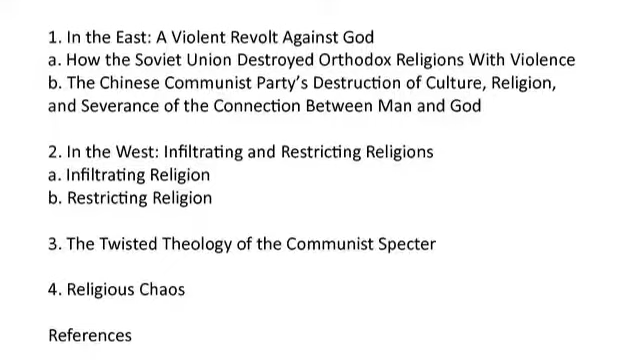 1. In the East: A Violent Revolt Against God
a. How the Soviet Union Destroyed Orthodox Religions With Violence
b. The Chinese Communist Party’s Destruction of Culture, Religion,
and Severance of the Connection Between Man and God
2. In the West: Infiltrating and Restricting Religions
a. Infiltrating Religion
b. Restricting Religion
3. The Twisted Theology of the Communist Specter
4. Religious Chaos
References